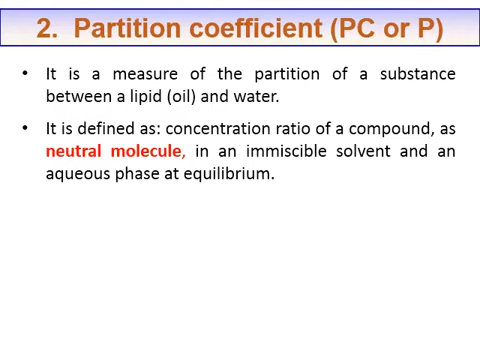 2. Partition coefficient (PC or P)
• It is a measure of the partition of a substance
between a lipid (oil) and water.
• It is defined as: concentration ratio of a compound, as
neutral molecule, in an immiscible solvent and an
aqueous phase at equilibrium.